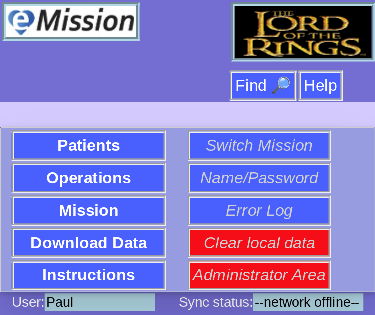 eMission
THE
LORD
OF THE
RINGS
Find 🔎 Help
Patients Switch Mission
Operations Name/Password
Mission Error Log
Download Data Clear local data
Instructions Administrator Area
User: Paul Sync status: --network offline--